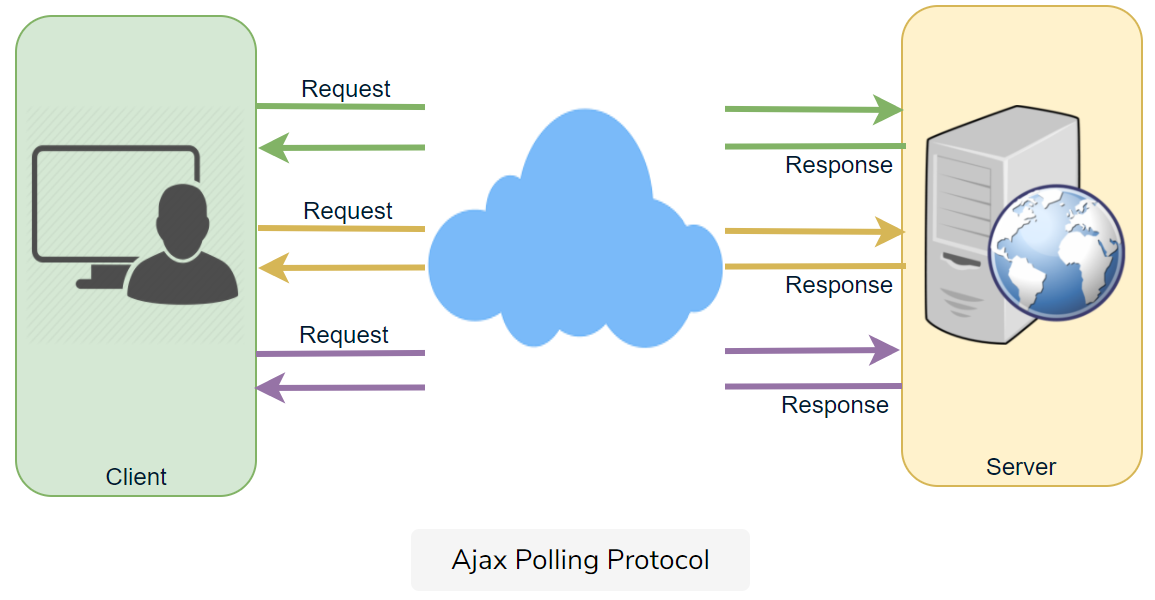 Request
Response
Request
Response
Request
Response
Client
Server
Ajax Polling Protocol